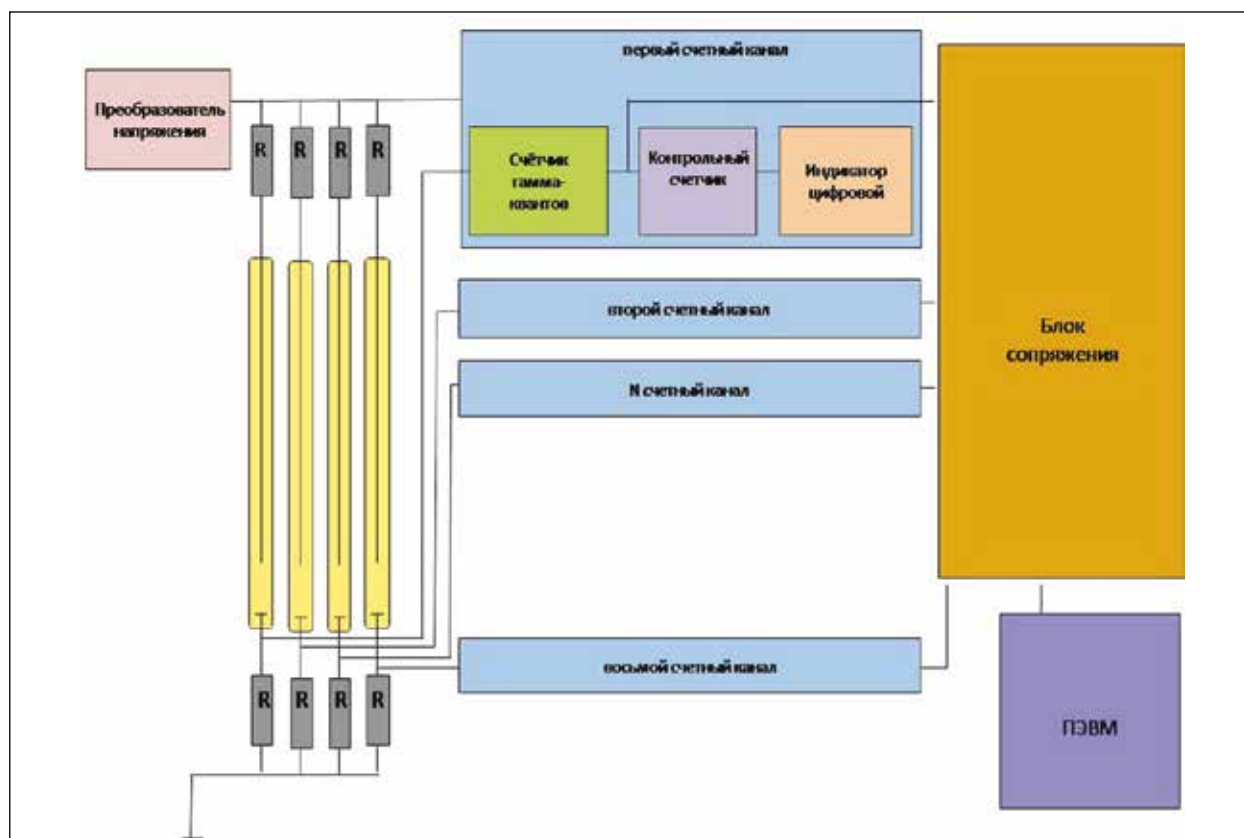 первый счетный канал
Преобразователь
напряжения
R R R R
Счётчик
гамма-
квантов
Контрольный
счетчик
Индикатор
цифровой
второй счетный канал
N счетный канал
Блок
сопряжения
восьмой счетный канал
R R R R
ПЭВМ